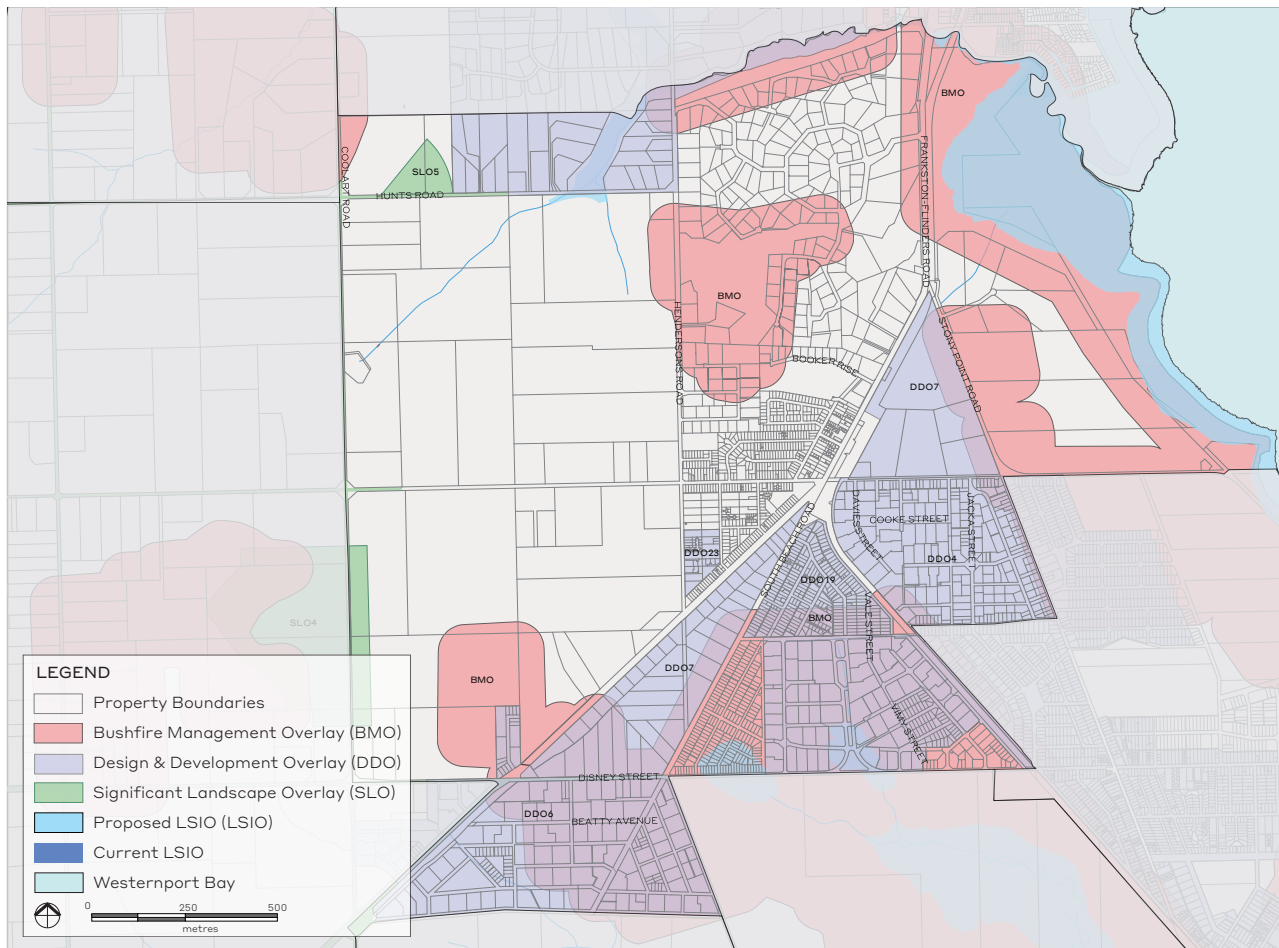 BMO
COOLART ROAD
SLO5
HUNTS ROAD
FRANKSTON-FLINDERS ROAD
BMO
HENDERSONS ROAD
BOOKER RISE
STONY POINT ROAD
DDO7
DAVIES STREET
COOKE STREET
JACKA STREET
DDO4
SOUTH BEACH ROAD
DDO23
DDO19
BMO
VALE STREET
SLO4
DDO7
BMO
VIMY STREET
DISNEY STREET
DDO6
BEATTY AVENUE
LEGEND
Property Boundaries
Bushfire Management Overlay (BMO)
Design & Development Overlay (DDO)
Significant Landscape Overlay (SLO)
Proposed LSIO (LSIO)
Current LSIO
Westernport Bay
0 250 500
metres